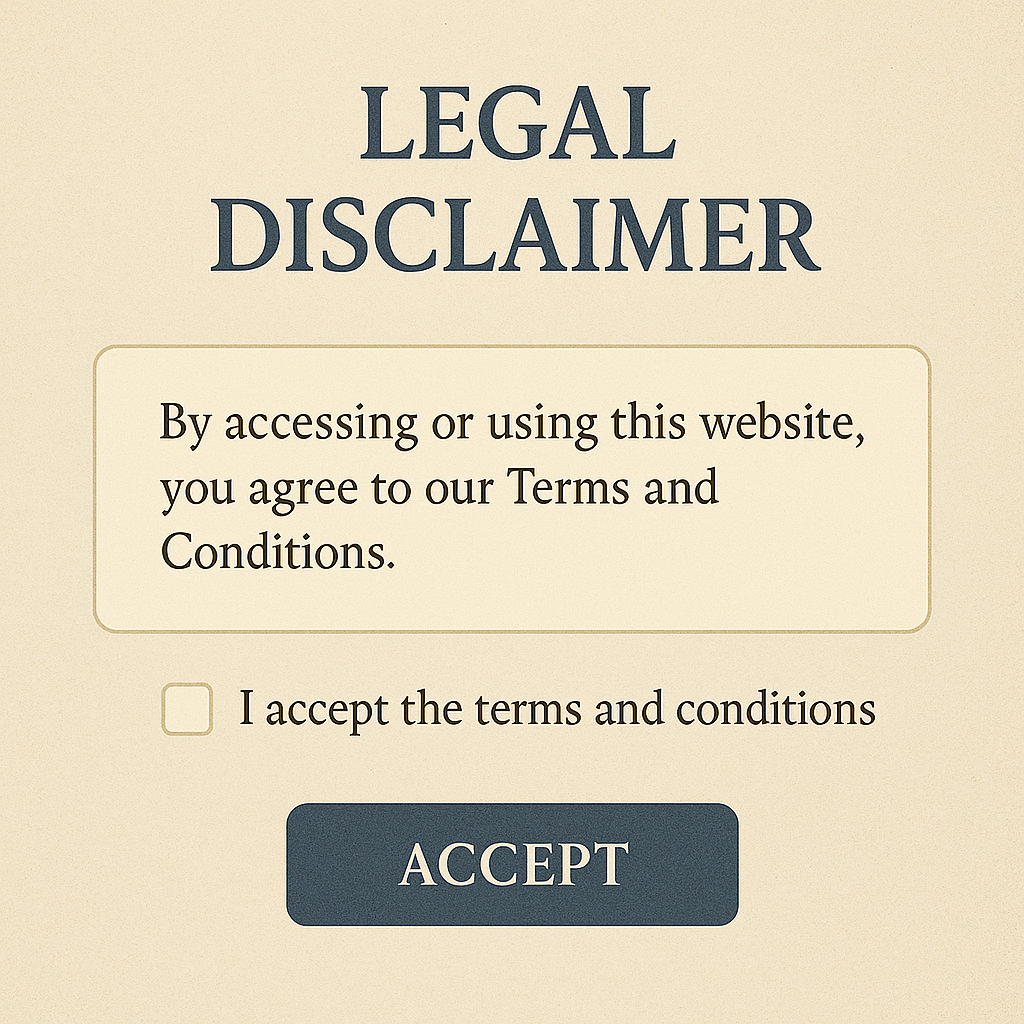 LEGAL
DISCLAIMER
By accessing or using this website,
you agree to our Terms and
Conditions.
I accept the terms and conditions
ACCEPT